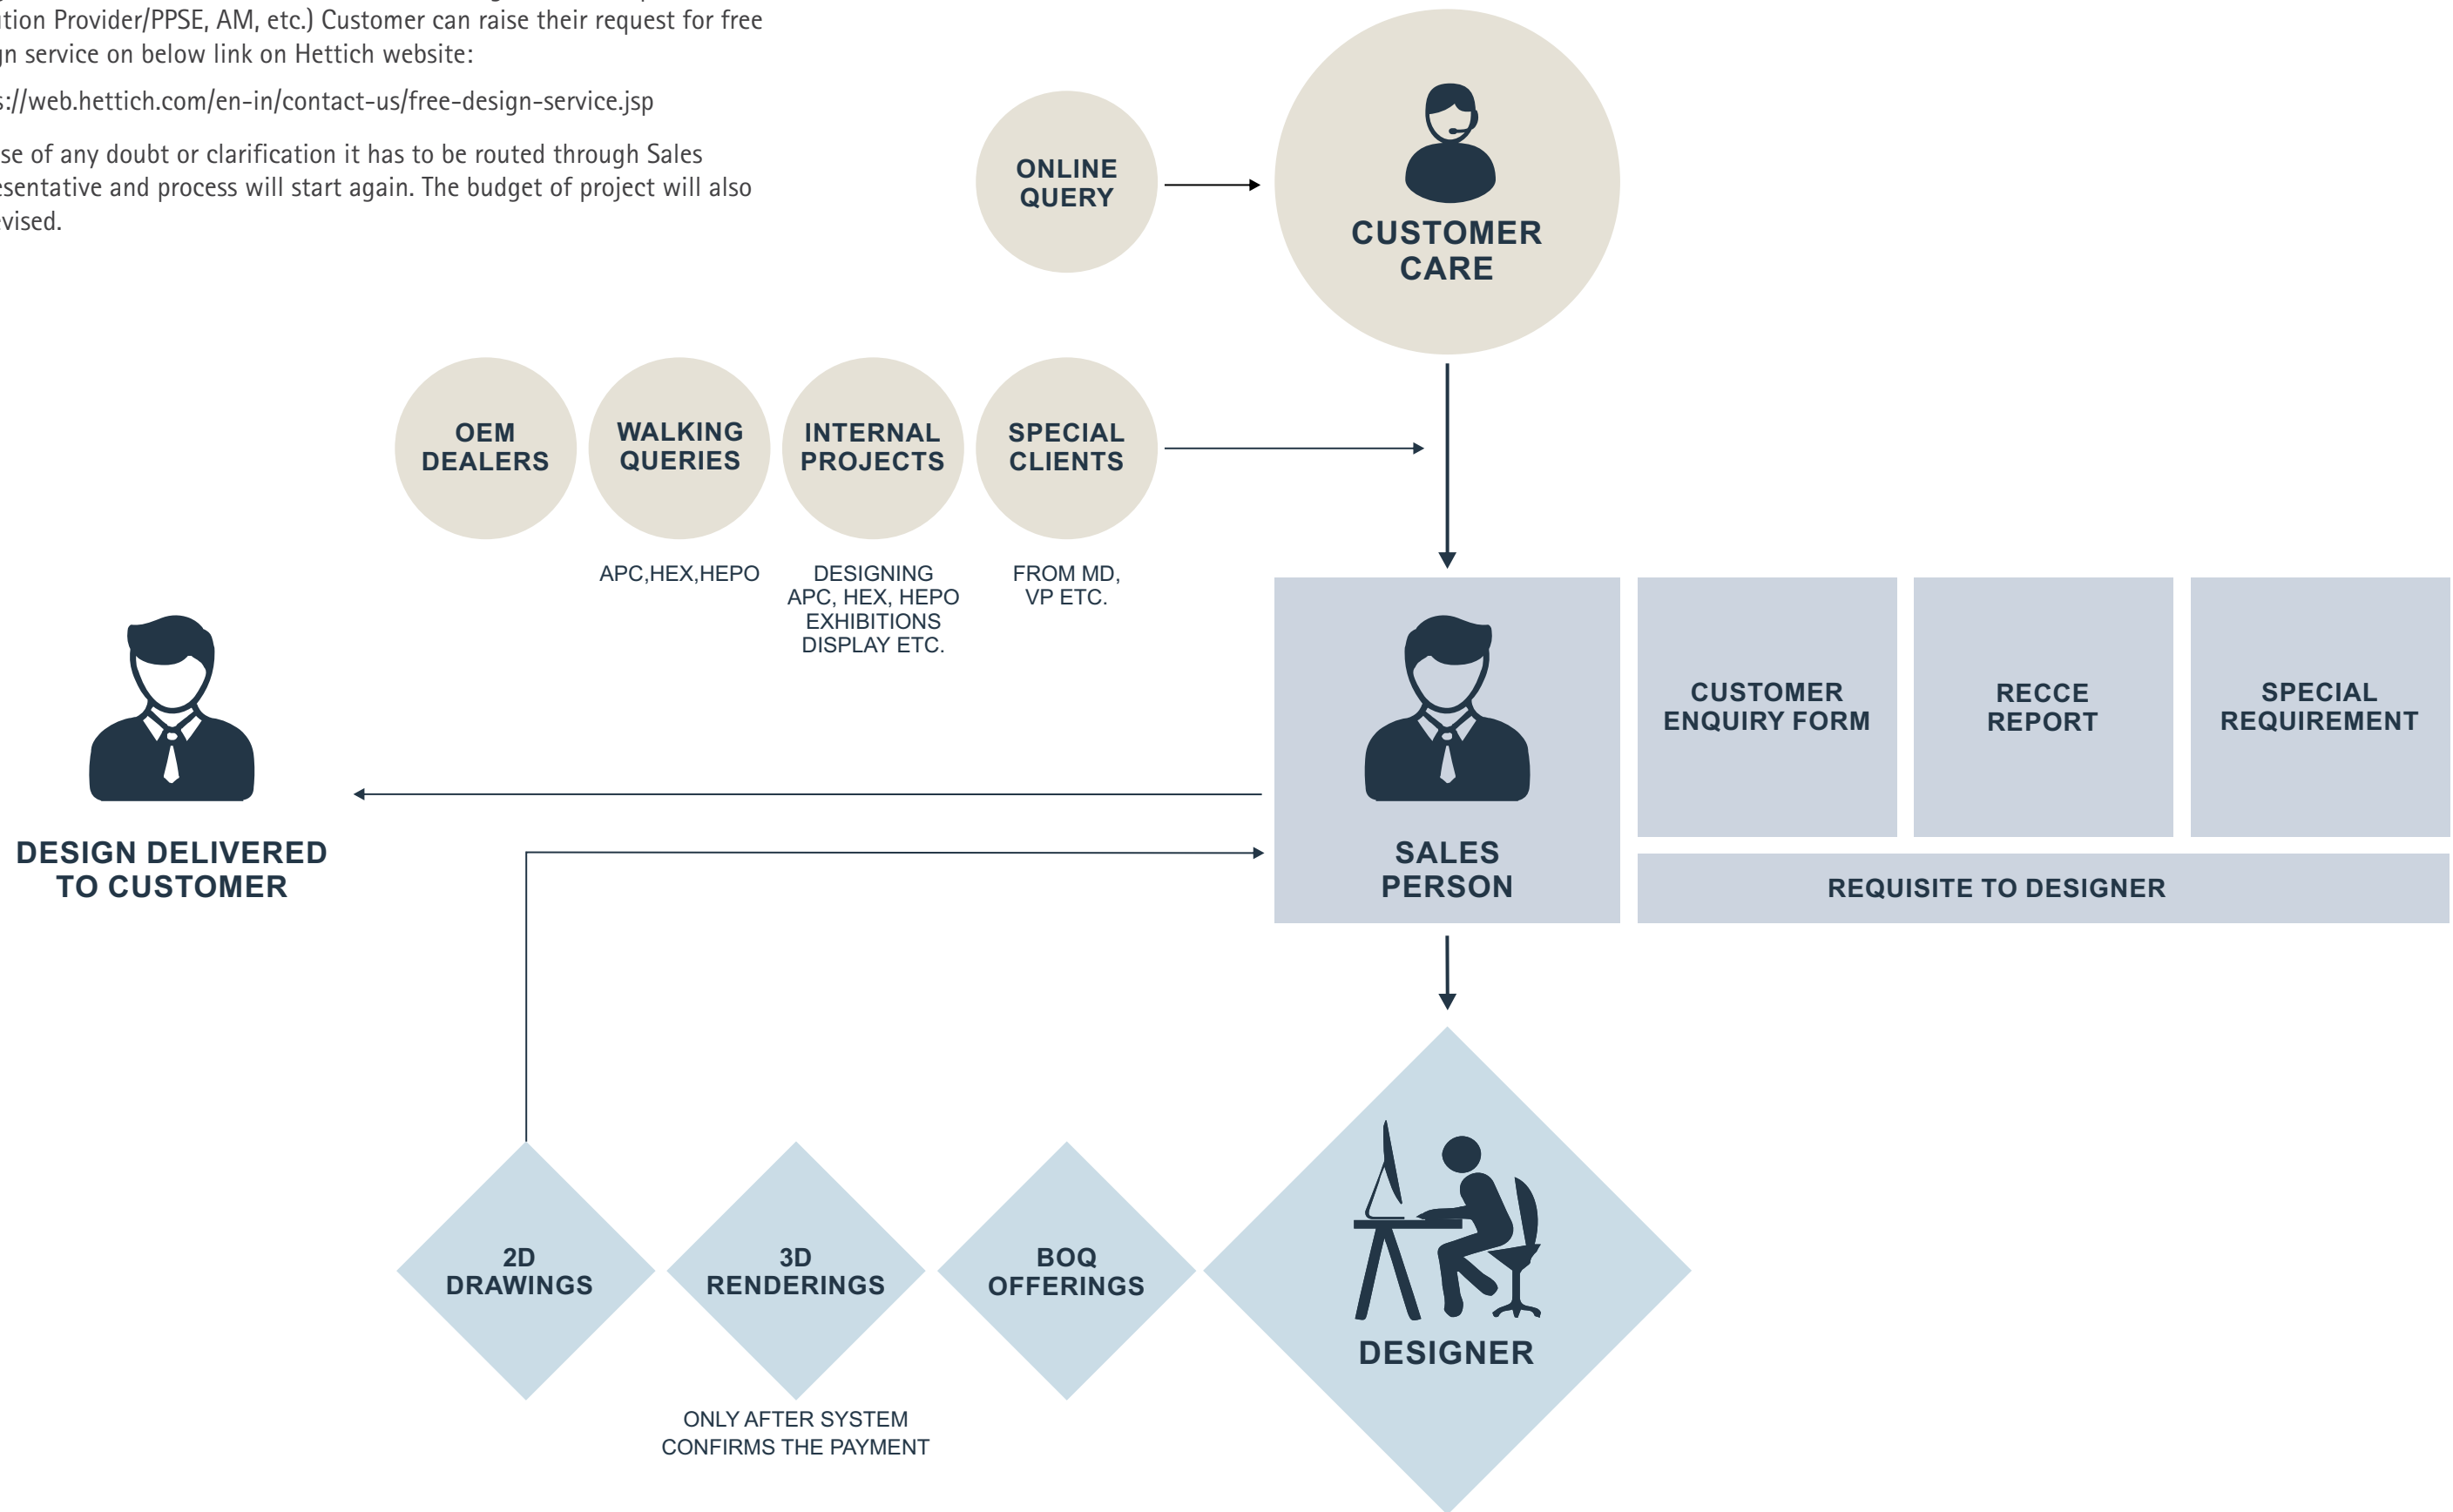 Provider/PPSE, AM, etc.) Customer can raise their request for free
service on below link on Hettich website:
://web.hettich.com/en-in/contact-us/free-design-service.jsp
of any doubt or clarification it has to be routed through Sales
and process will start again. The budget of project will also
ONLINE
QUERY
CUSTOMER
CARE
OEM
DEALERS
WALKING
QUERIES
INTERNAL
PROJECTS
SPECIAL
CLIENTS
APC,HEX,HEPO
DESIGNING
APC, HEX, HEPO
EXHIBITIONS
DISPLAY ETC.
FROM MD,
VP ETC.
DESIGN DELIVERED
TO CUSTOMER
SALES
PERSON
CUSTOMER
ENQUIRY FORM
RECCE
REPORT
SPECIAL
REQUIREMENT
REQUISITE TO DESIGNER
2D
DRAWINGS
3D
RENDERINGS
BOQ
OFFERINGS
DESIGNER
ONLY AFTER SYSTEM
CONFIRMS THE PAYMENT